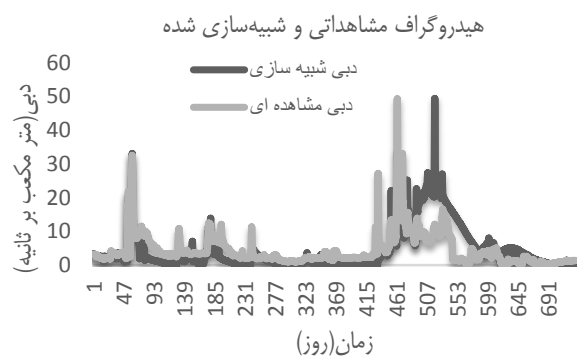 هیدروگراف مشاهداتی و شبیه‌سازی شده
دبی شبیه سازی
دبی مشاهده ای
دبی(متر مکعب بر ثانیه)
60
50
40
30
20
10
0
1 47 93 139 185 231 277 323 369 415 461 507 553 599 645 691
زمان(روز)